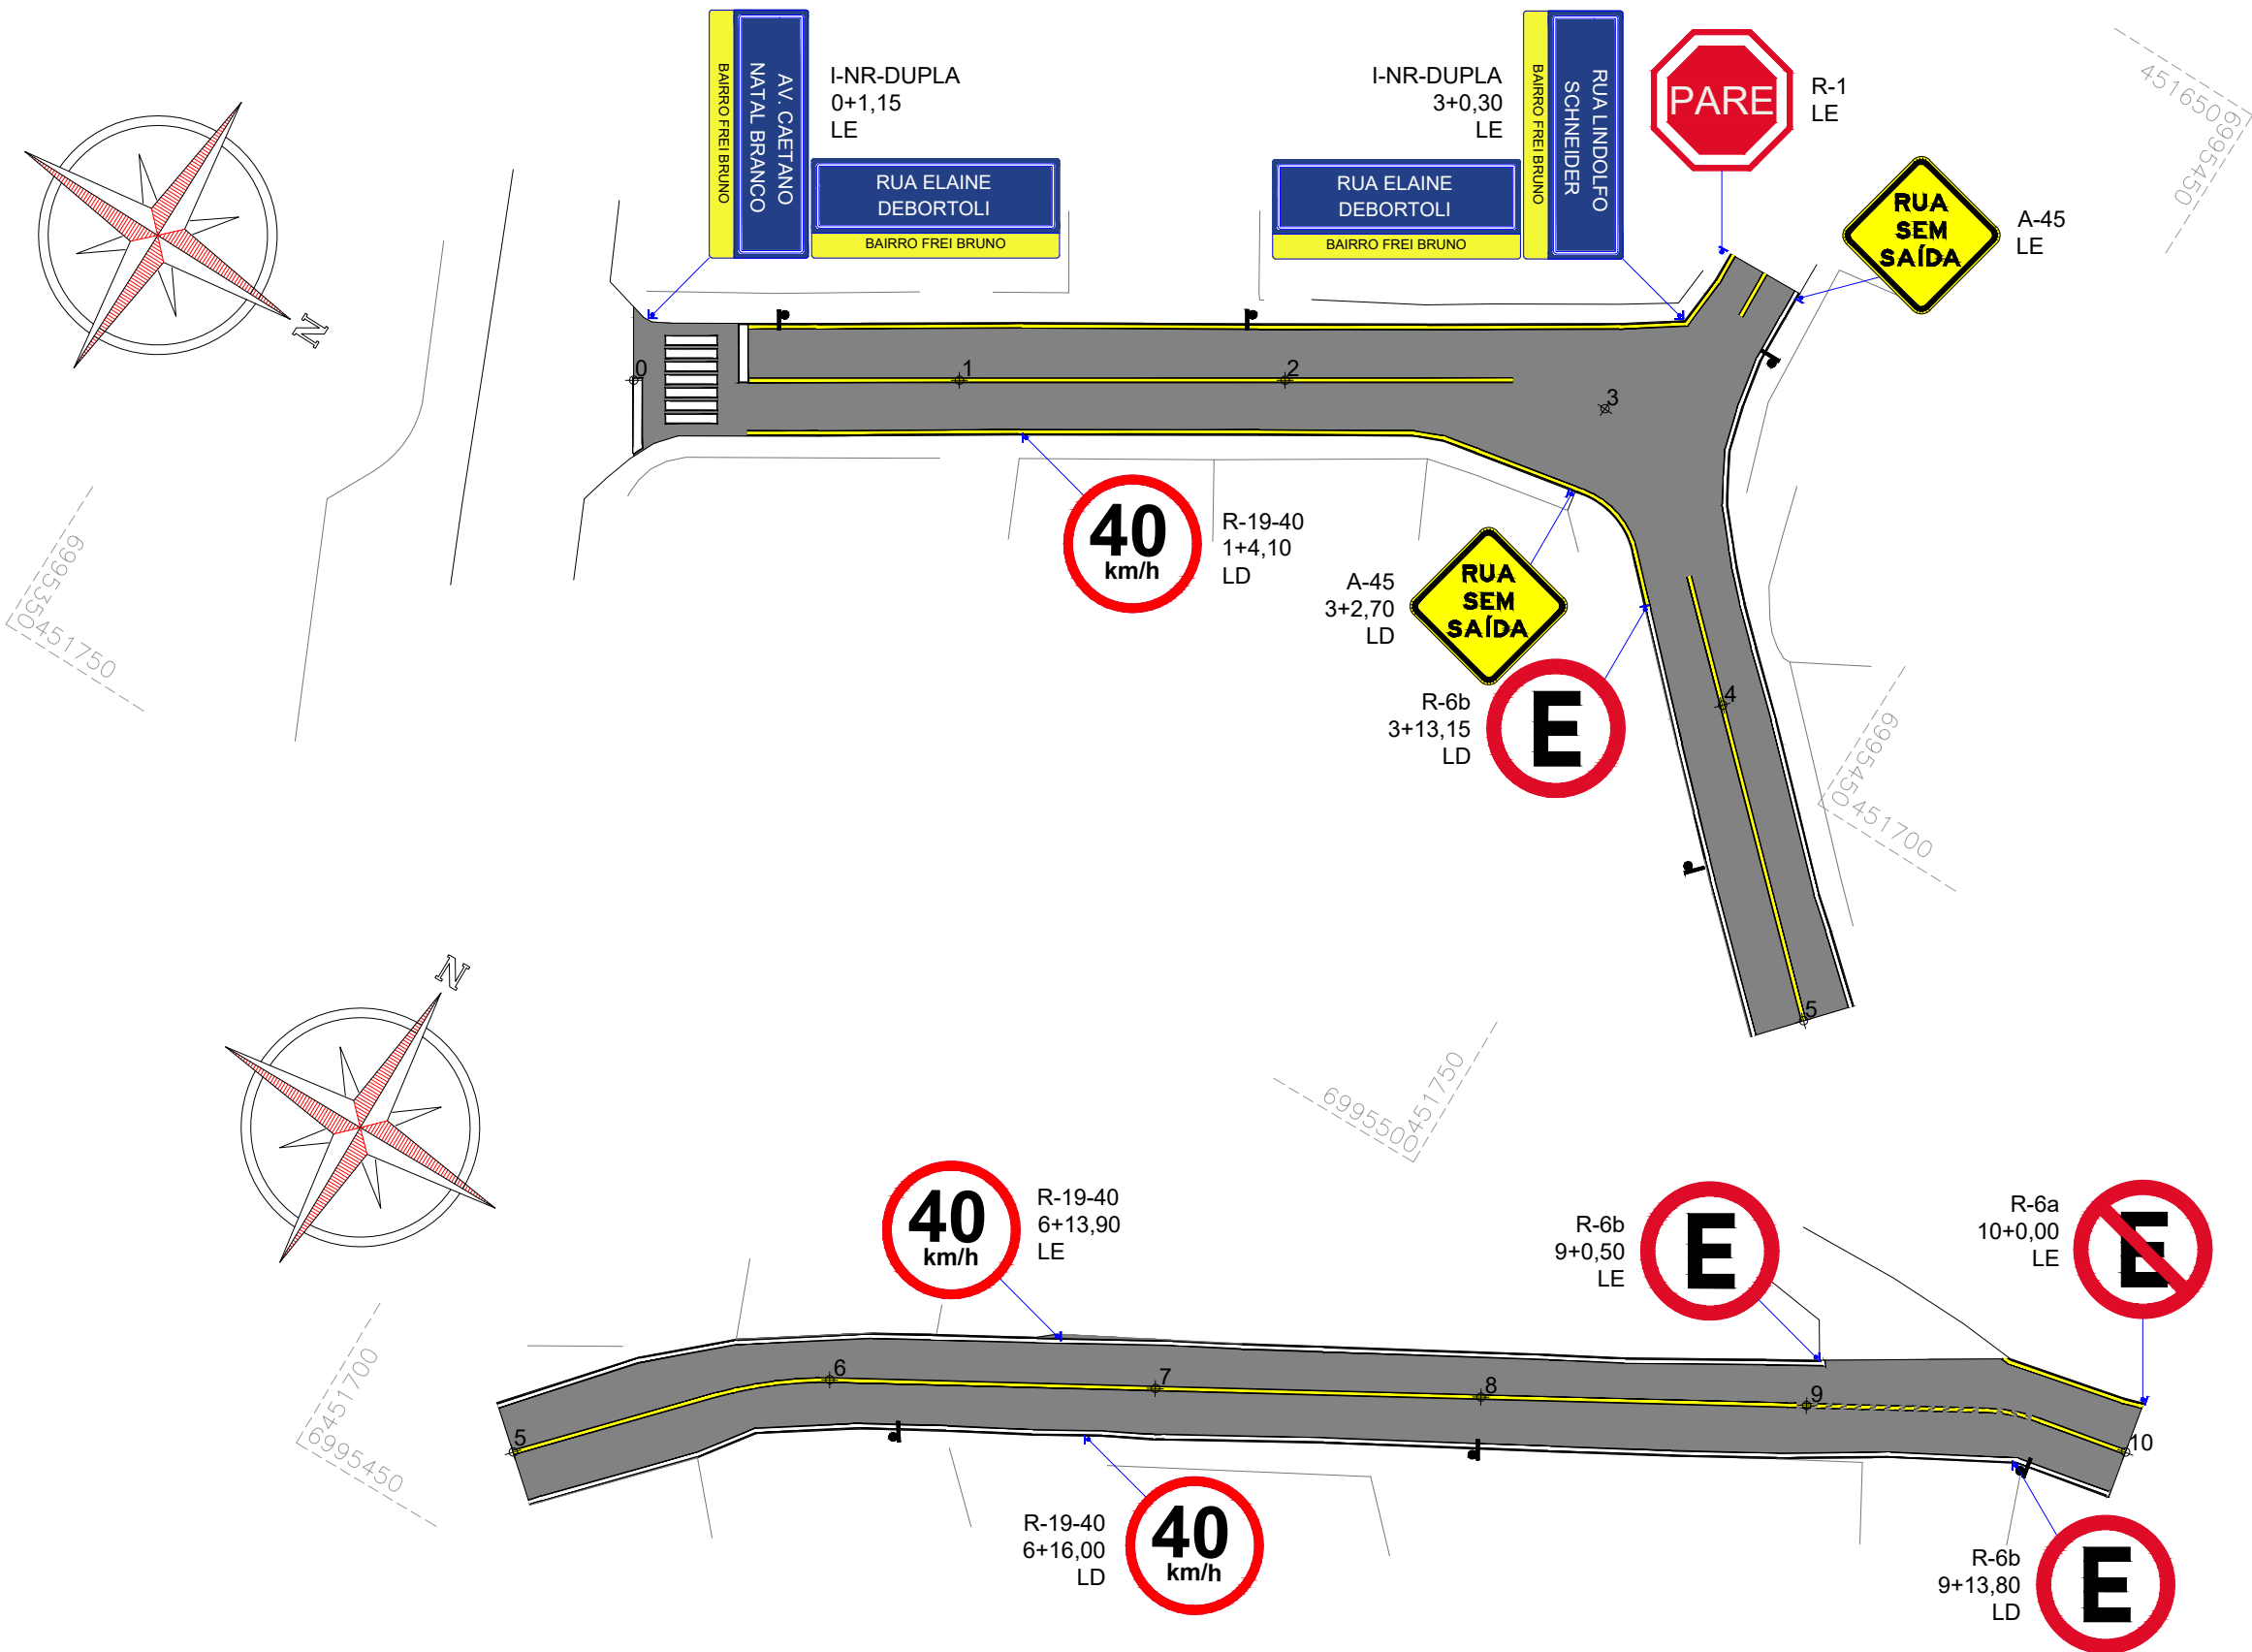 AV. CAETANO
NATAL BRANCO
BAIRRO FREI BRUNO
I-NR-DUPLA
0+1,15
LE
RUA ELAINE
DEBORTOLI
BAIRRO FREI BRUNO
I-NR-DUPLA
3+0,30
LE
RUA ELAINE
DEBORTOLI
BAIRRO FREI BRUNO
RUA LINDOLFO
SCHNEIDER
BAIRRO FREI BRUNO
PARE
R-1
LE
RUA
SEM
SAÍDA
A-45
LE
451650
6995450
N
0
1
2
3
40
km/h
R-19-40
1+4,10
LD
A-45
3+2,70
LD
RUA
SEM
SAÍDA
R-6b
3+13,15
LD
E
4
5
6995350
451750
6995450
451700
N
6995500
451750
40
km/h
R-19-40
6+13,90
LE
R-6b
9+0,50
LE
E
R-6a
10+0,00
LE
E
5
6
7
8
9
10
451700
6995450
R-19-40
6+16,00
LD
40
km/h
R-6b
9+13,80
LD
E